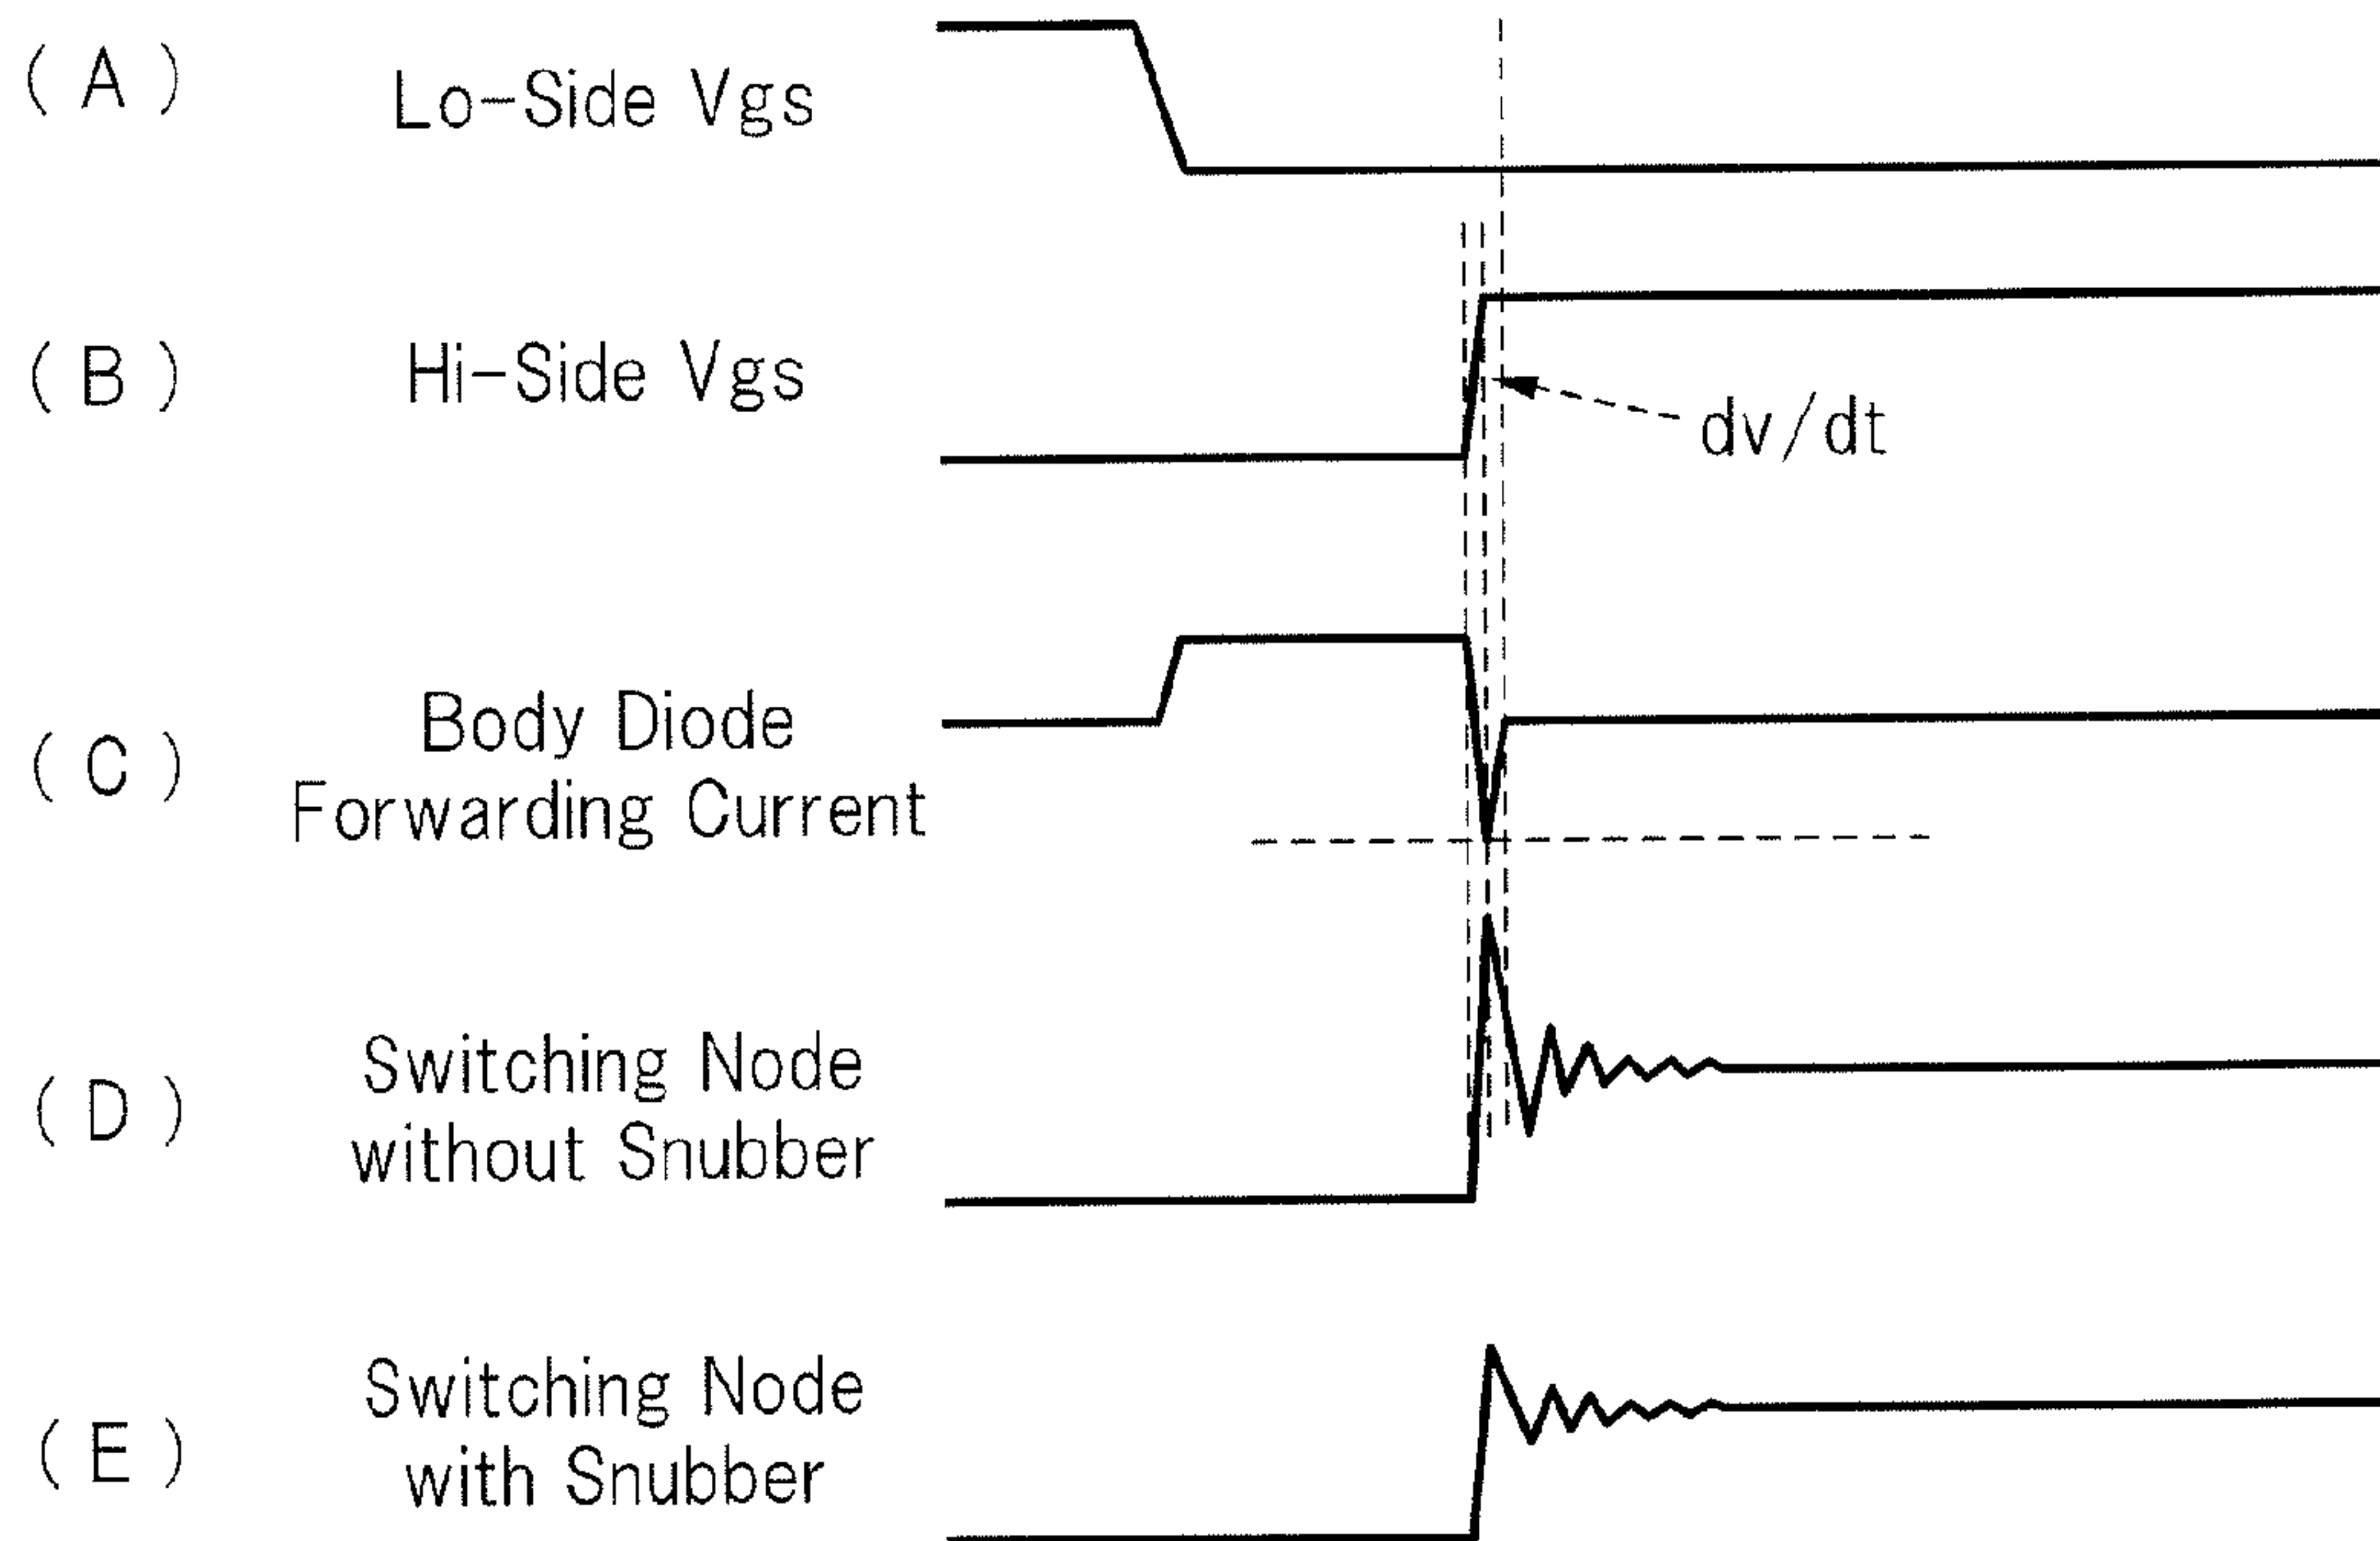 ( A ) Lo-Side Vgs
( B ) Hi-Side Vgs
dv/dt
( C ) Body Diode
Forwarding Current
( D ) Switching Node
without Snubber
( E ) Switching Node
with Snubber